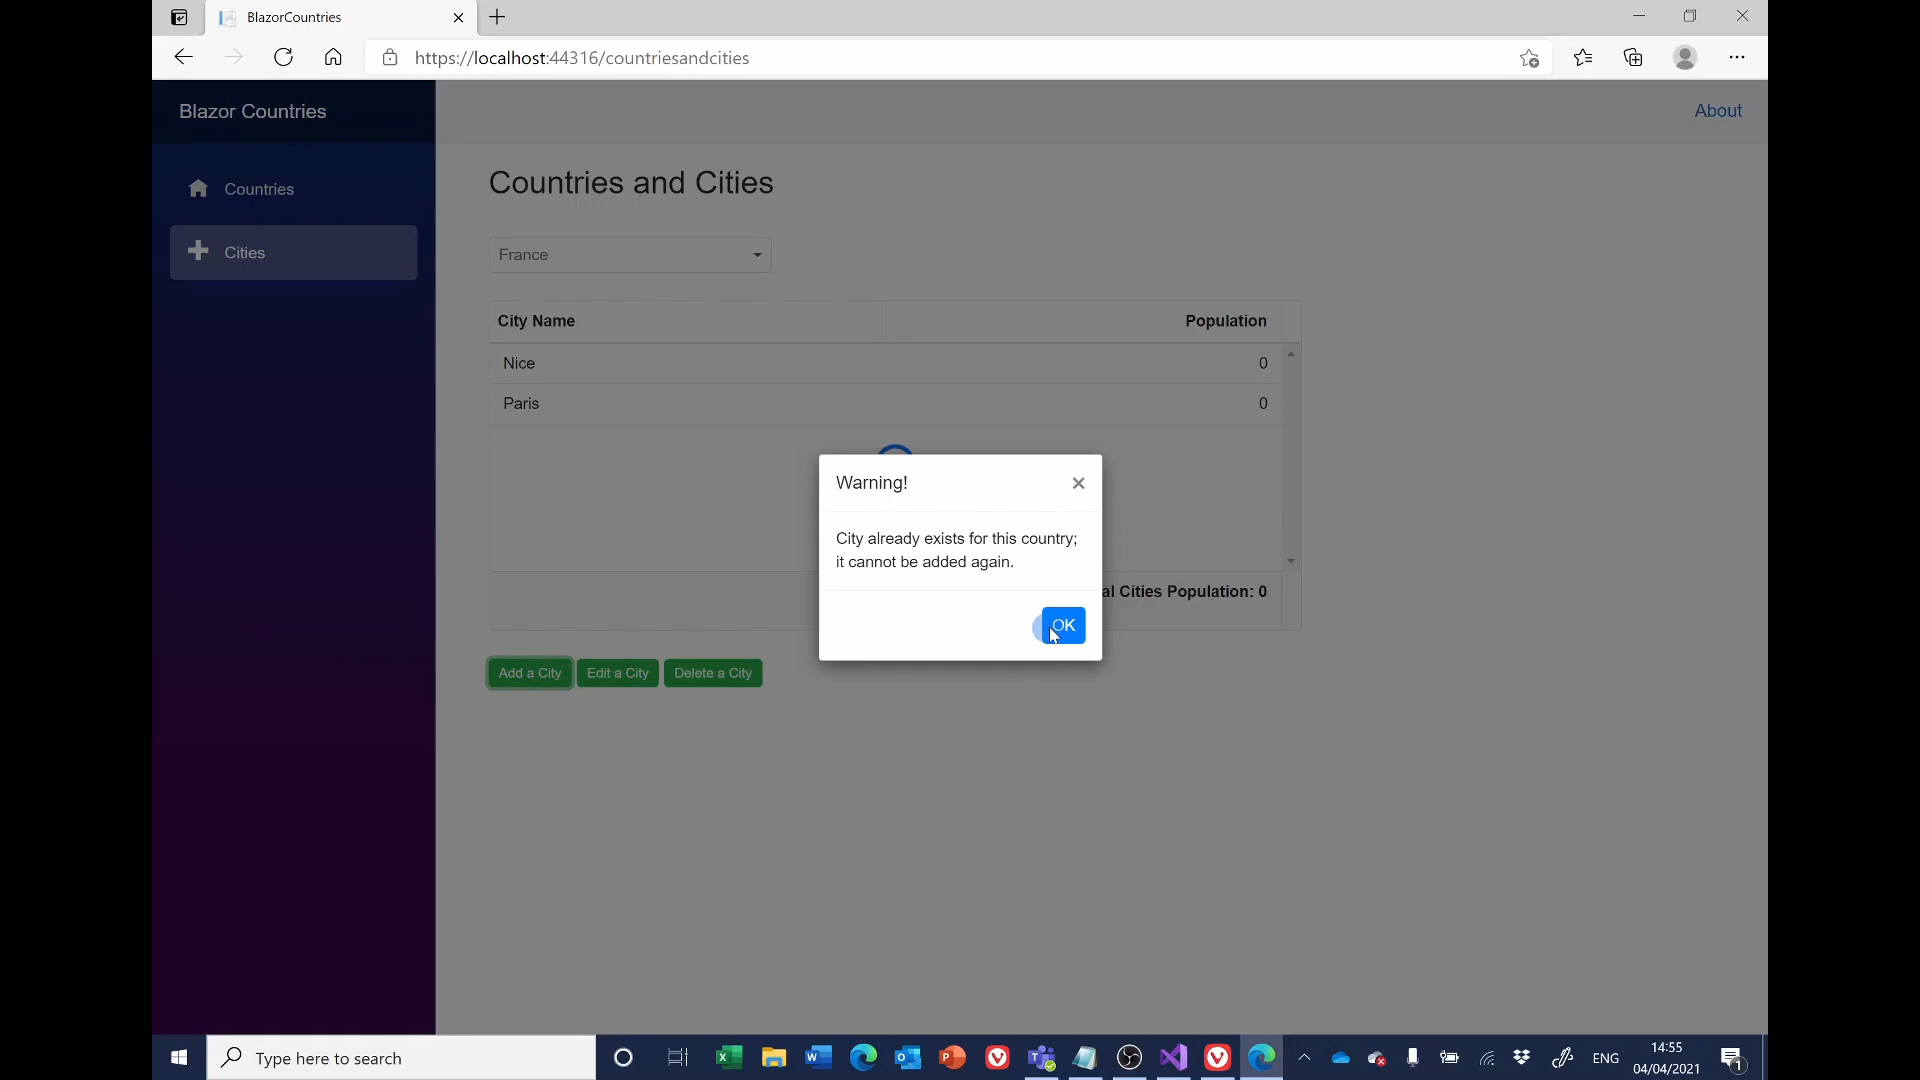 BlazorCountries
https://localhost:44316/countriesandcities
Blazor Countries
About
Countries
Cities
Countries and Cities
France
City Name
Population
Nice
0
Paris
0
Warning!
City already exists for this country;
it cannot be added again.
OK
Cities Population: 0
Add a City
Edit a City
Delete a City
Type here to search
ENG
14:55
04/04/2021
1